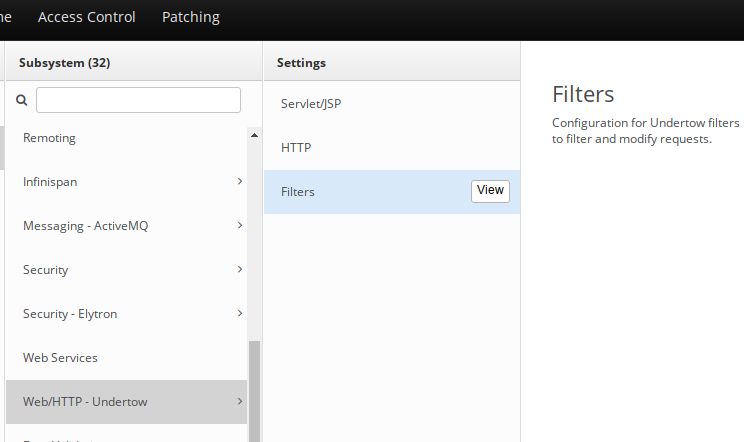 Access Control
Patching
Subsystem (32)
Settings
Remoting
Infinispan
Messaging - ActiveMQ
Security
Security - Elytron
Web Services
Web/HTTP - Undertow
Servlet/JSP
HTTP
Filters
View
Filters
Configuration for Undertow filters
to filter and modify requests.